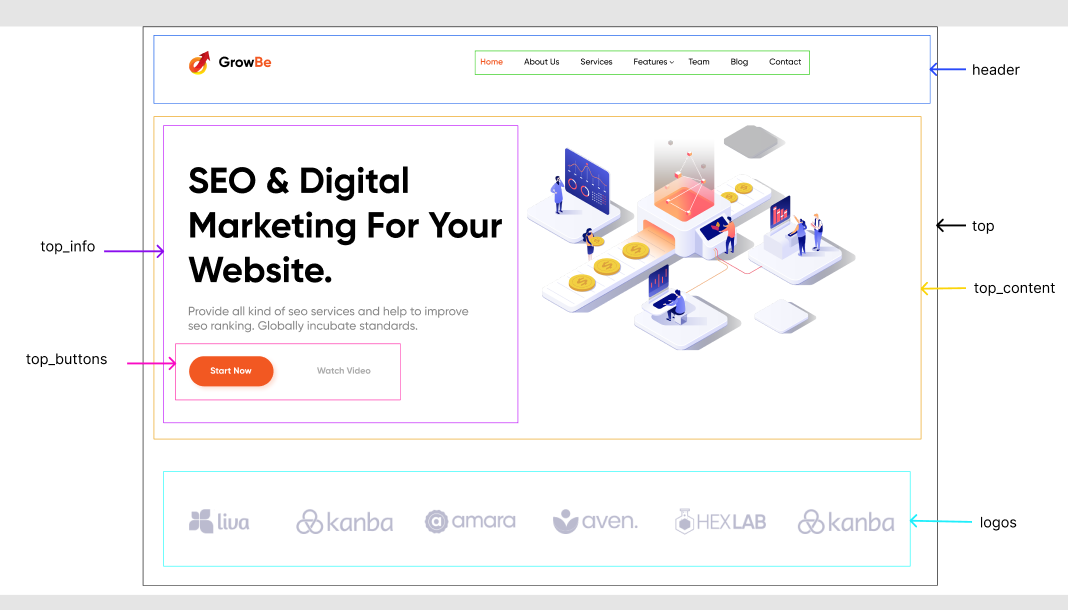 GrowBe
Home About Us Services Features Team Blog Contact
header
SEO & Digital
Marketing For Your
Website.
top_info
top
top_content
Provide all kind of seo services and help to improve
seo ranking. Globally incubate standards.
top_buttons
Start Now Watch Video
liva kanba amara aven. HEXLAB kanba
logos